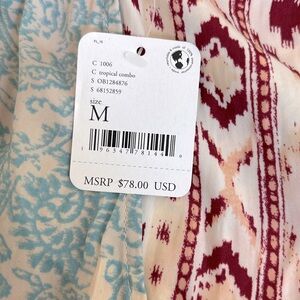 C 1006
C tropical combo
S OB1284876
S 68152859
size
M
MSRP $78.00 USD